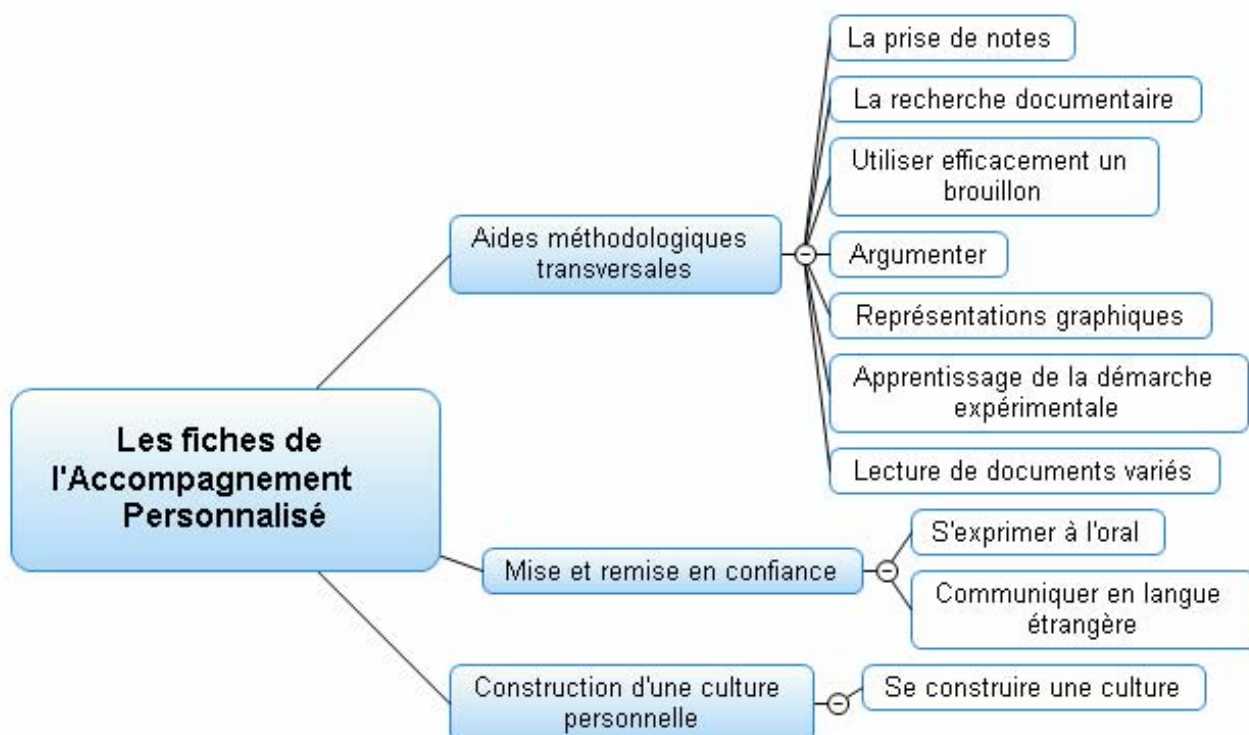 La prise de notes
La recherche documentaire
Utiliser efficacement un
brouillon
Aides méthodologiques
transversales
Argumenter
Représentations graphiques
Apprentissage de la démarche
expérimentale
Lecture de documents variés
Les fiches de
l'Accompagnement
Personnalisé
Mise et remise en confiance
S'exprimer à l'oral
Communiquer en langue
étrangère
Construction d'une culture
personnelle
Se construire une culture